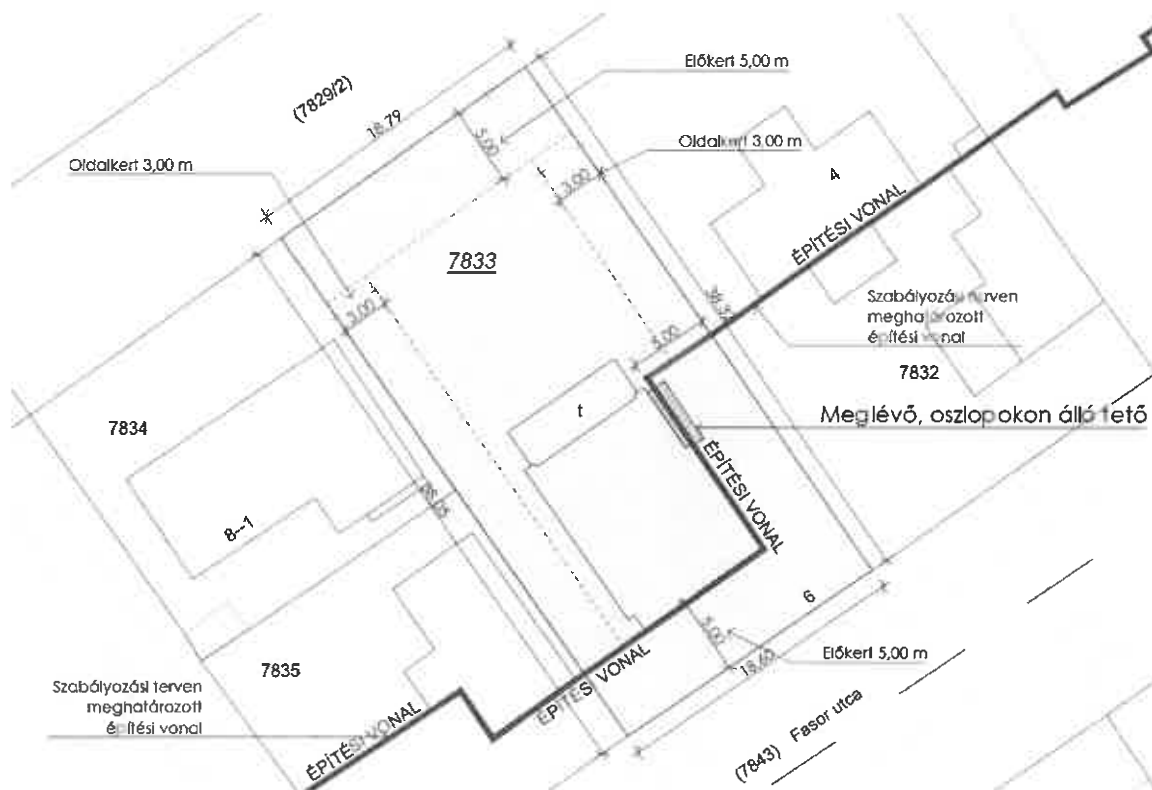 Előkert 5,00 m
(7829/2)
18.79
5.00
Oldalkert 3,00 m
Oldalkert 3,00 m
3.00
A
ÉPÍTÉSI VONAL
7833
3.00
5.00
Szabályozási terven
meghatározott
építési vonal
7832
t
Meglévő, oszlopokon álló tető
7834
ÉPÍTÉSI VONAL
8--1
6
5.00
18.60
Előkert 5,00 m
7835
ÉPÍTÉSI VONAL
Szabályozási terven
meghatározott
építési vonal
ÉPÍTÉSI VONAL
(7843) Fasor utca